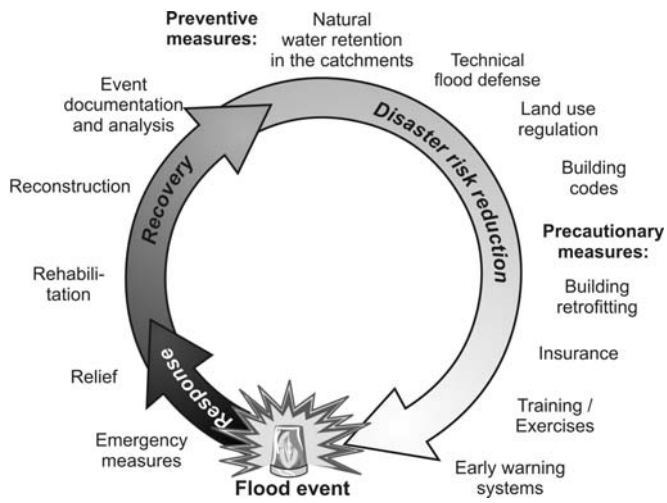 Preventive
measures:
Natural
water retention
in the catchments
Technical
flood defense
Land use
regulation
Building
codes
Precautionary
measures:
Building
retrofitting
Insurance
Training /
Exercises
Early warning
systems
Disaster risk reduction
Flood event
Response
Emergency
measures
Relief
Rehabili-
tation
Reconstruction
Recovery
Event
documentation
and analysis